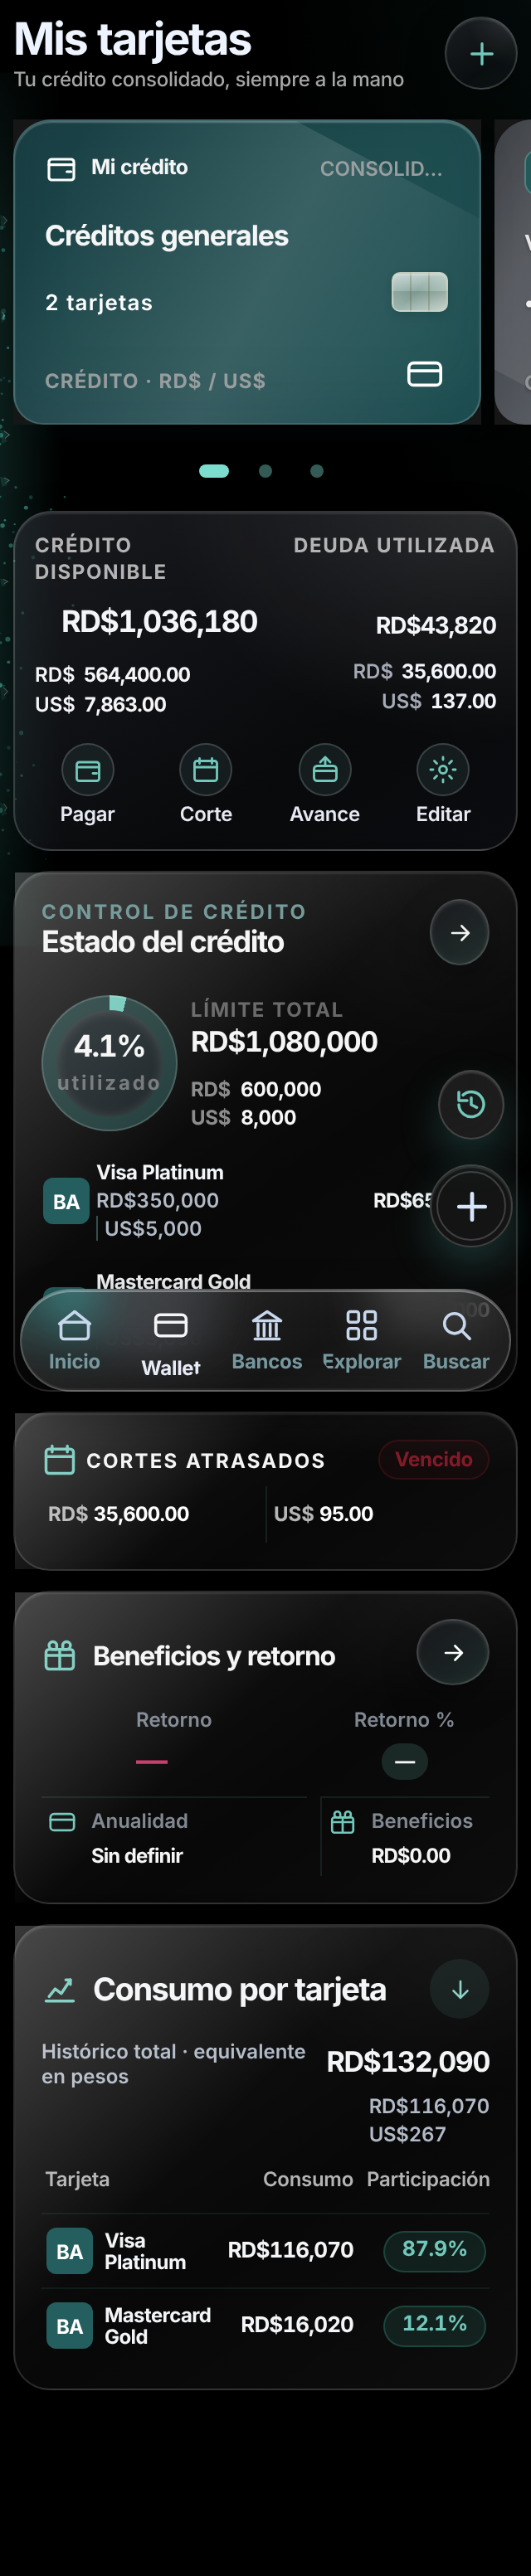 Mis tarjetas
Tu crédito consolidado, siempre a la mano
Mi crédito
CONSOLID...
Créditos generales
2 tarjetas
CRÉDITO · RD$ / US$
CRÉDITO DISPONIBLE
DEUDA UTILIZADA
RD$1,036,180
RD$43,820
RD$ 564,400.00
RD$ 35,600.00
US$ 7,863.00
US$ 137.00
Pagar
Corte
Avance
Editar
CONTROL DE CRÉDITO
Estado del crédito
4.1%
utilizado
LÍMITE TOTAL
RD$1,080,000
RD$ 600,000
US$ 8,000
BA
Visa Platinum
RD$350,000
US$5,000
Mastercard Gold
Inicio
Wallet
Bancos
Explorar
Buscar
CORTES ATRASADOS
Vencido
RD$ 35,600.00
US$ 95.00
Beneficios y retorno
Retorno
Retorno %
—
—
Anualidad
Sin definir
Beneficios
RD$0.00
Consumo por tarjeta
Histórico total · equivalente
en pesos
RD$132,090
RD$116,070
US$267
Tarjeta
Consumo
Participación
BA
Visa
Platinum
RD$116,070
87.9%
BA
Mastercard
Gold
RD$16,020
12.1%